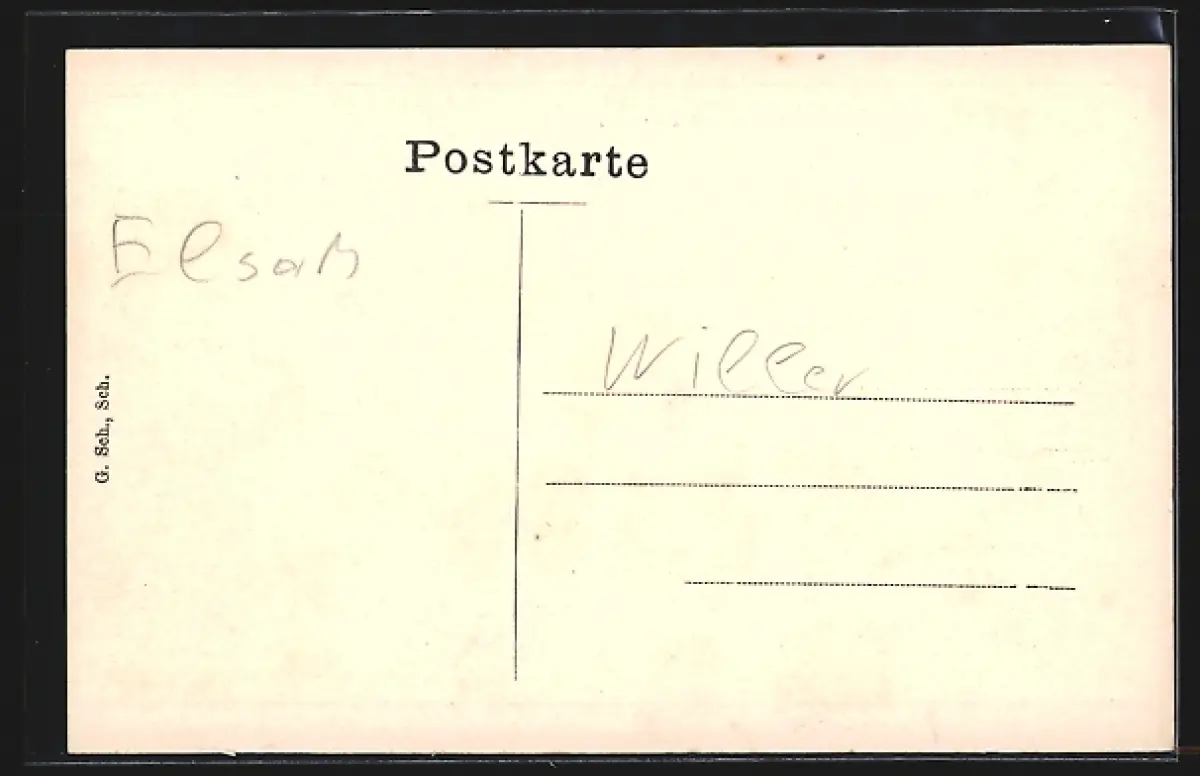 Postkarte
Elsaß
Willer
G. Sch., Sch.